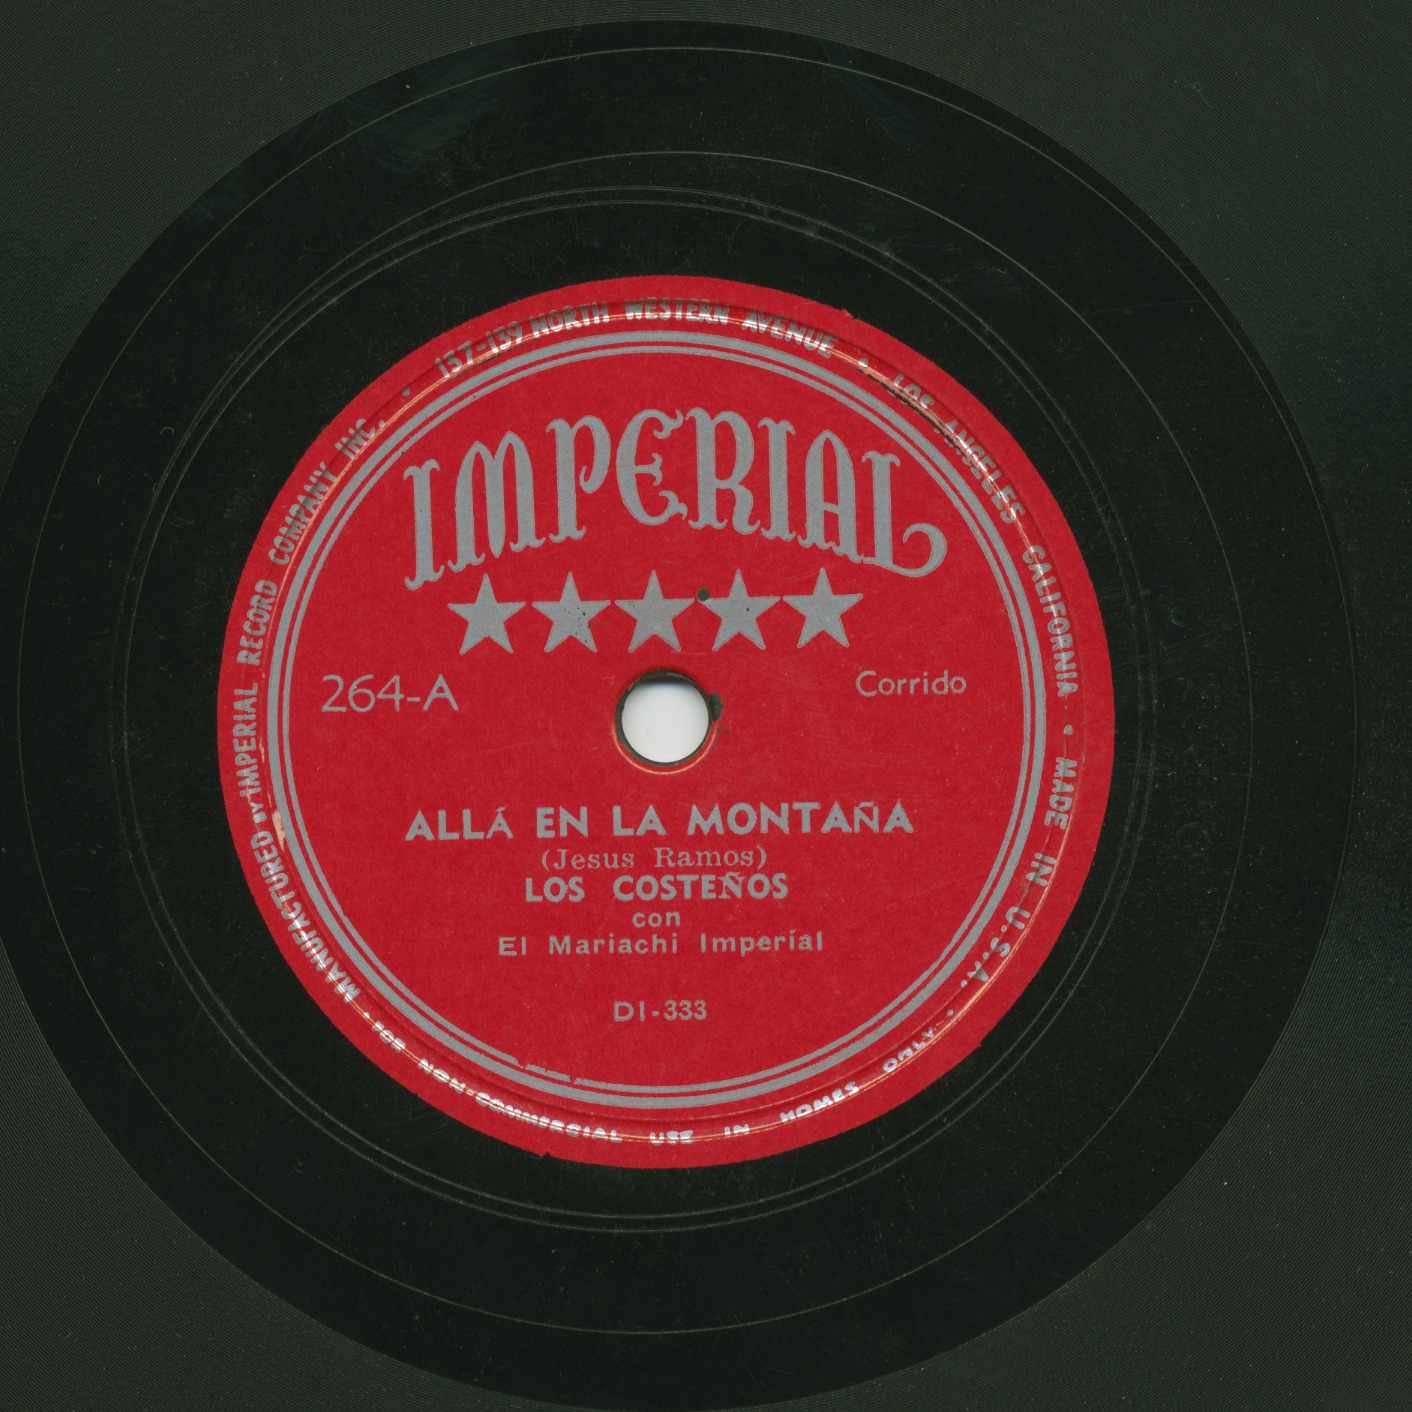 MANUFACTURED BY IMPERIAL RECORD COMPANY INC. • 137-139 NORTH WESTERN AVENUE • LOS ANGELES CALIFORNIA • MADE IN U.S.A. • FOR NON-COMMERCIAL USE IN HOMES ONLY
IMPERIAL
264-A
Corrido
ALLÁ EN LA MONTAÑA
(Jesus Ramos)
LOS COSTEÑOS
con
El Mariachi Imperial
DI-333